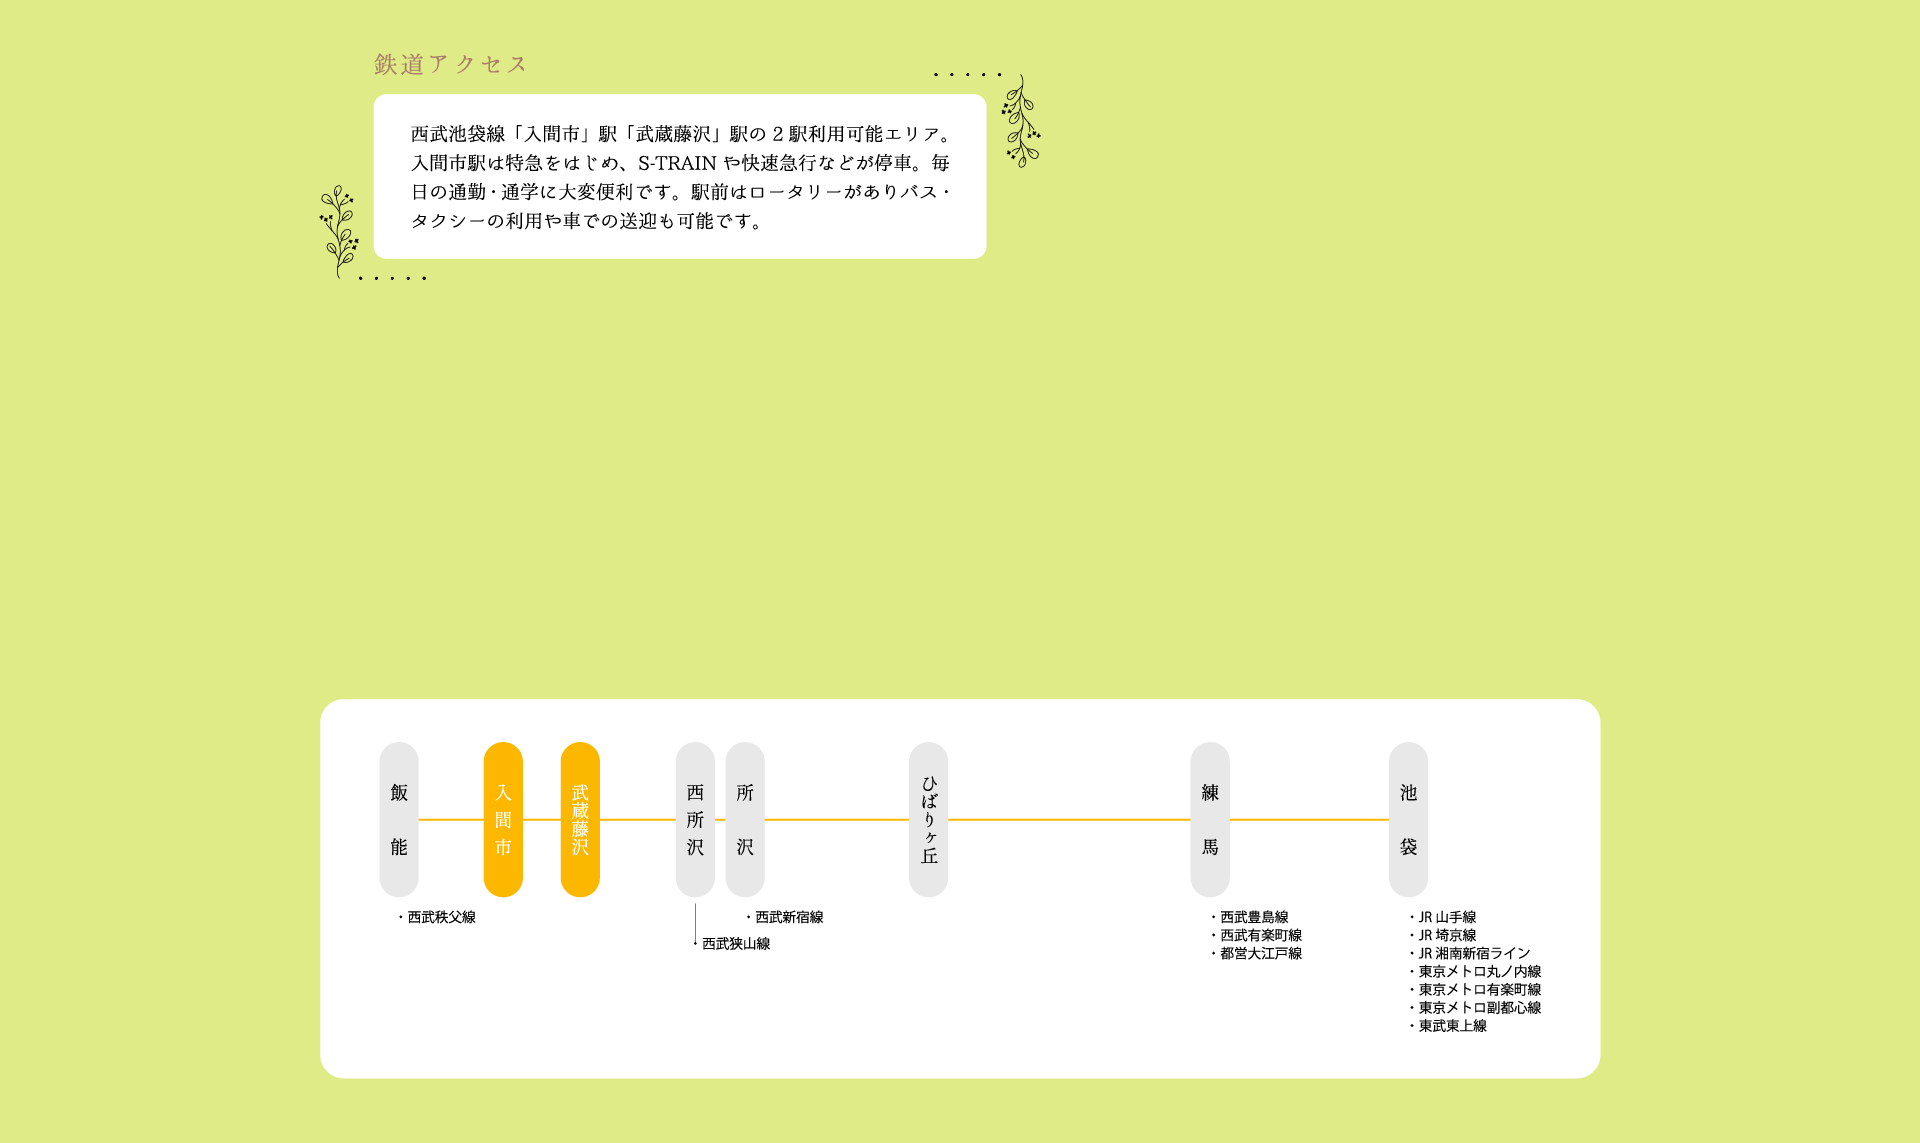 鉄道アクセス
西武池袋線「入間市」駅「武蔵藤沢」駅の 2 駅利用可能エリア。
入間市駅は特急をはじめ、S-TRAIN や快速急行などが停車。毎
日の通勤・通学に大変便利です。駅前はロータリーがありバス・
タクシーの利用や車での送迎も可能です。
飯能
入間市
武蔵藤沢
西所沢
所沢
ひばりヶ丘
練馬
池袋
・西武秩父線
・西武狭山線
・西武新宿線
・西武豊島線
・西武有楽町線
・都営大江戸線
・JR 山手線
・JR 埼京線
・JR 湘南新宿ライン
・東京メトロ丸ノ内線
・東京メトロ有楽町線
・東京メトロ副都心線
・東武東上線